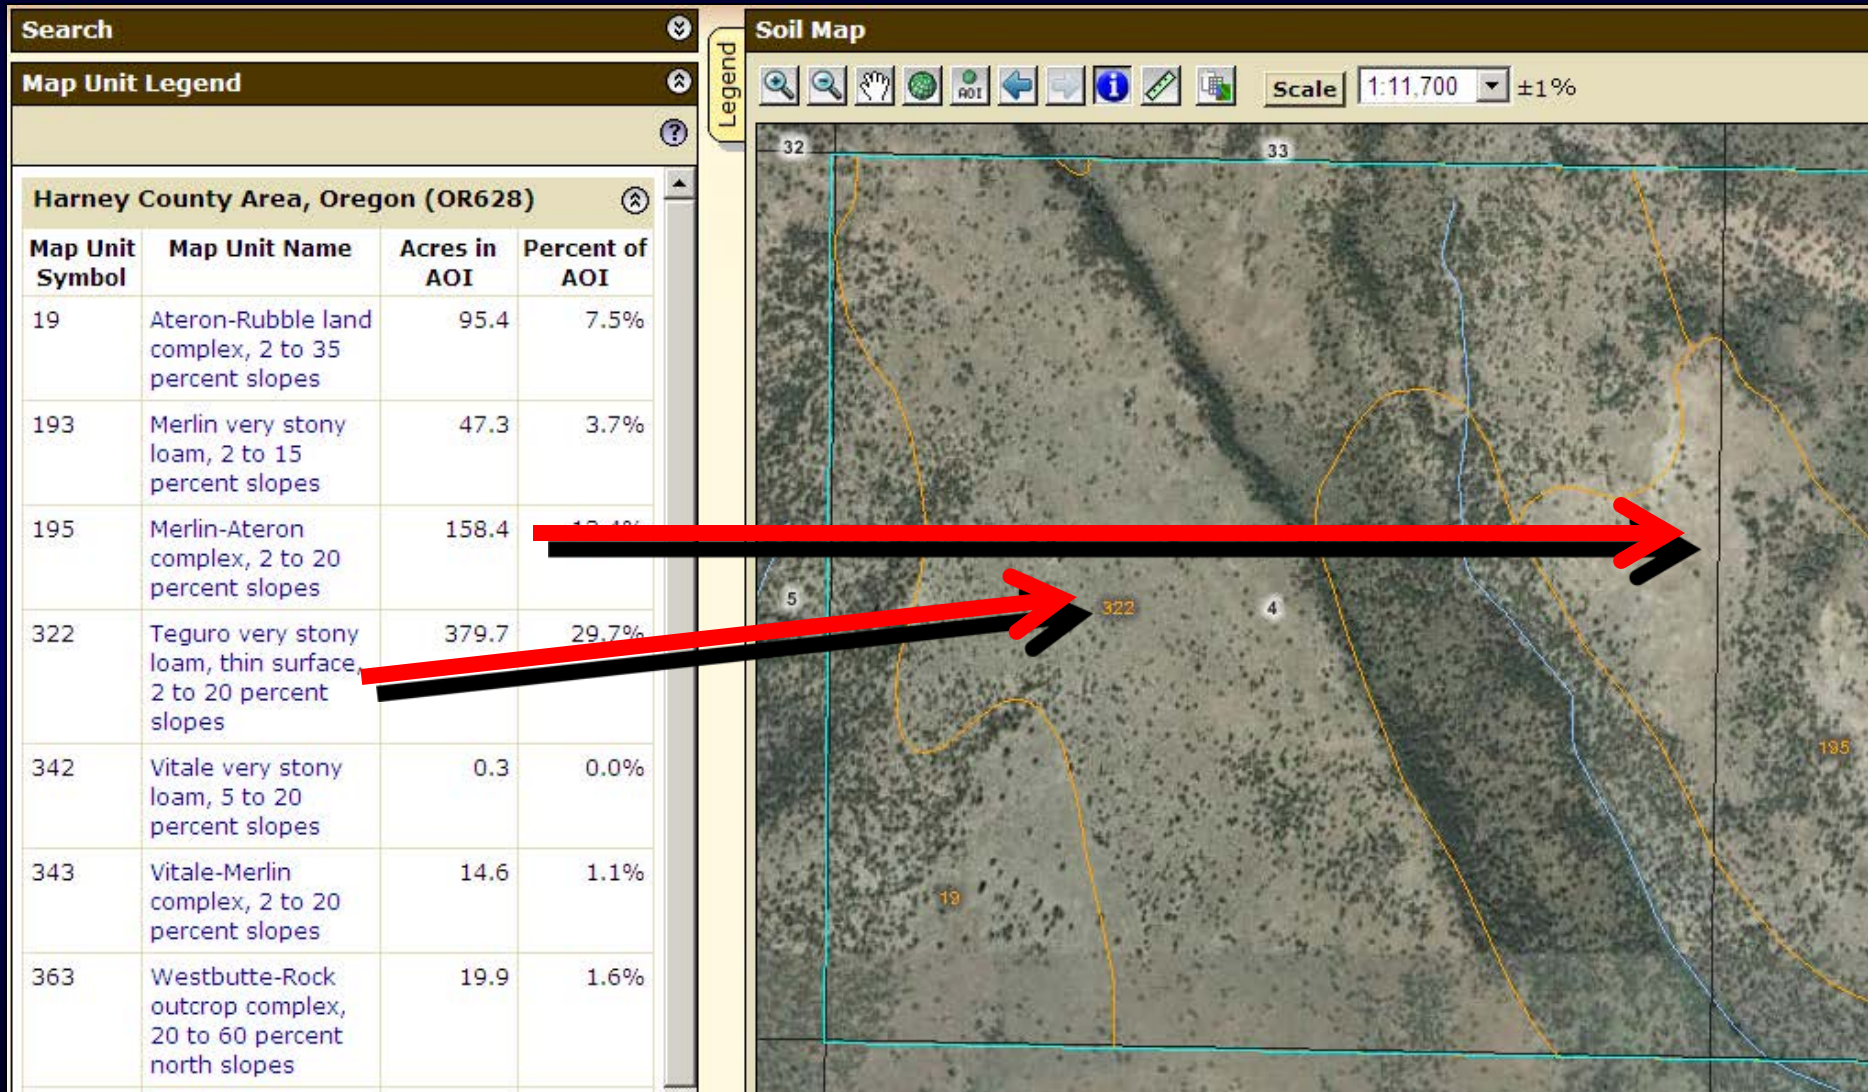 Search
Map Unit Legend
Harney County Area, Oregon (OR628)
Map Unit Symbol Map Unit Name Acres in AOI Percent of AOI
19 Ateron-Rubble land 95.4 7.5%
complex, 2 to 35
percent slopes
193 Merlin very stony 47.3 3.7%
loam, 2 to 15
percent slopes
195 Merlin-Ateron 158.4
complex, 2 to 20
percent slopes
322 Teguro very stony 379.7 29.7%
loam, thin surface,
2 to 20 percent
slopes
342 Vitale very stony 0.3 0.0%
loam, 5 to 20
percent slopes
343 Vitale-Merlin 14.6 1.1%
complex, 2 to 20
percent slopes
363 Westbutte-Rock 19.9 1.6%
outcrop complex,
20 to 60 percent
north slopes
Legend
Soil Map
AOI
Scale 1:11,700 ±1%
32
33
5
322
4
195
19